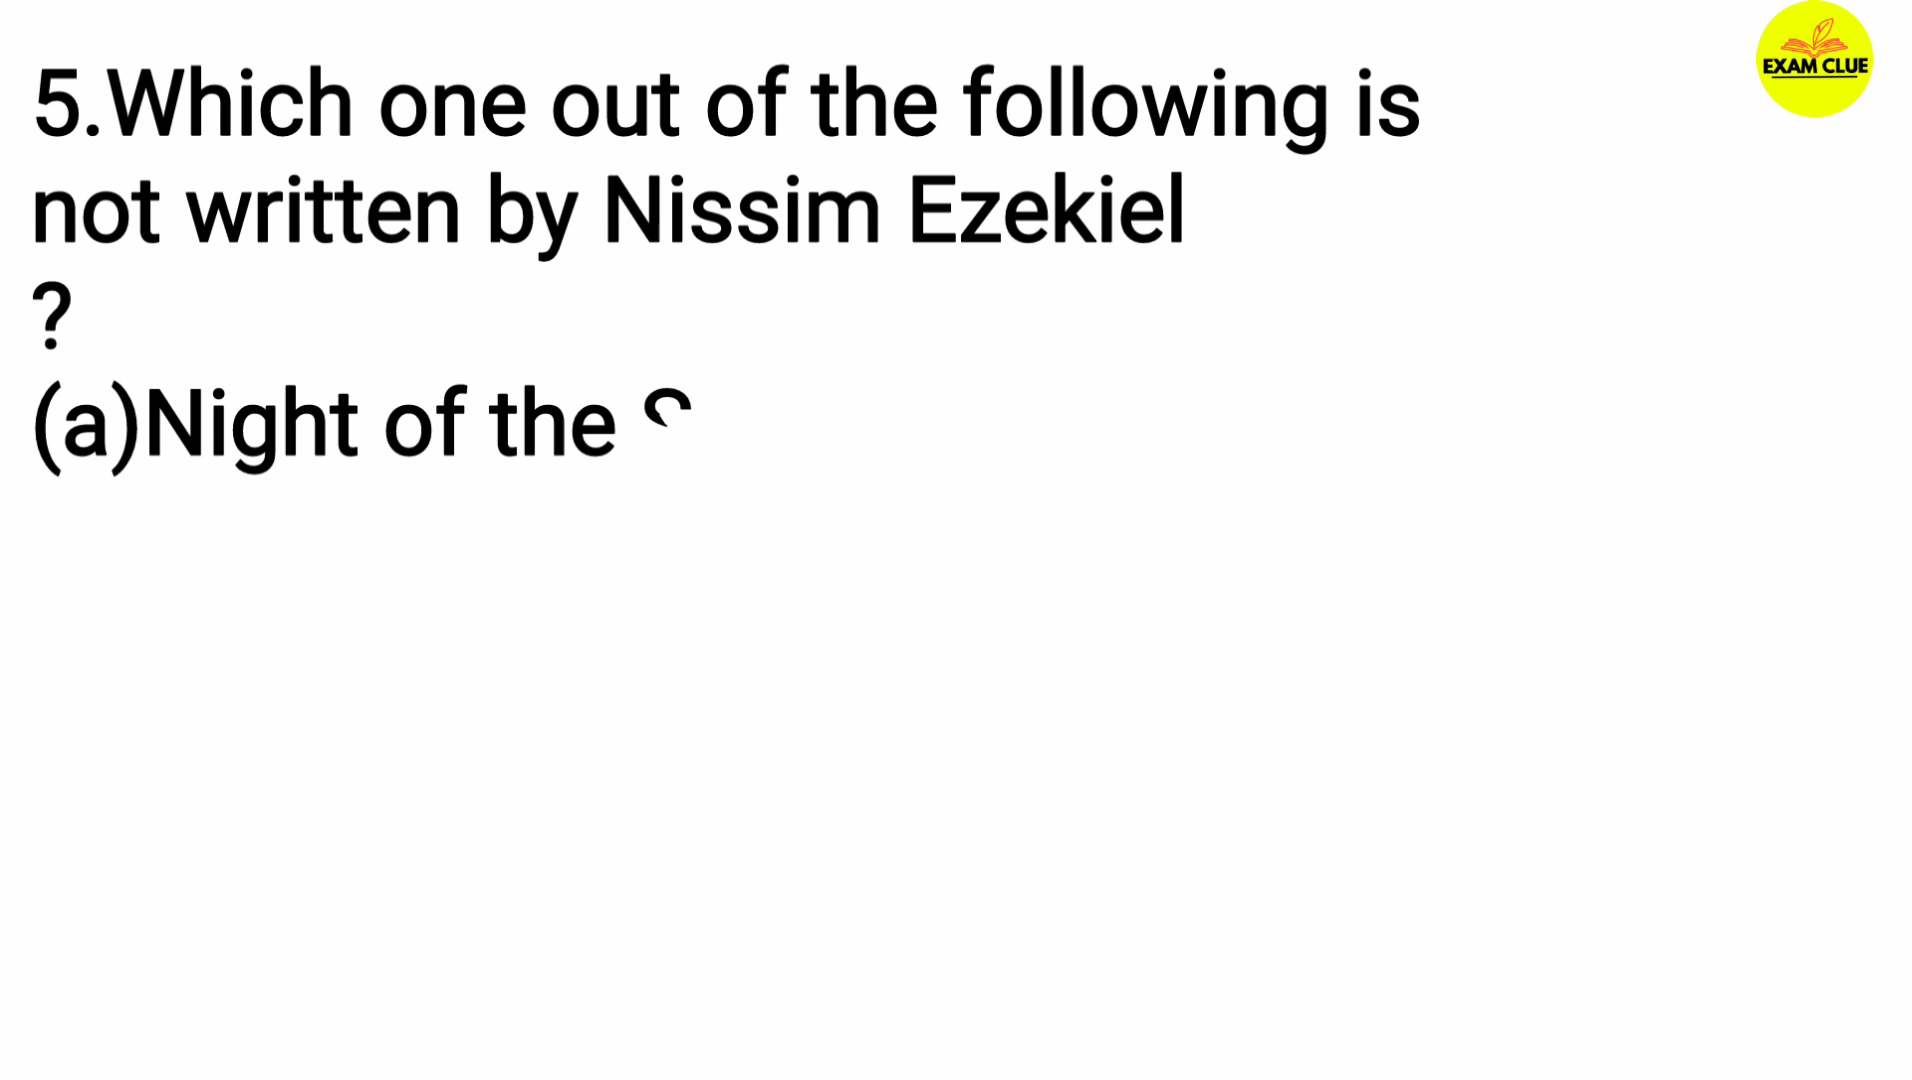 5.Which one out of the following is
not written by Nissim Ezekiel
?
(a)Night of the
EXAM CLUE